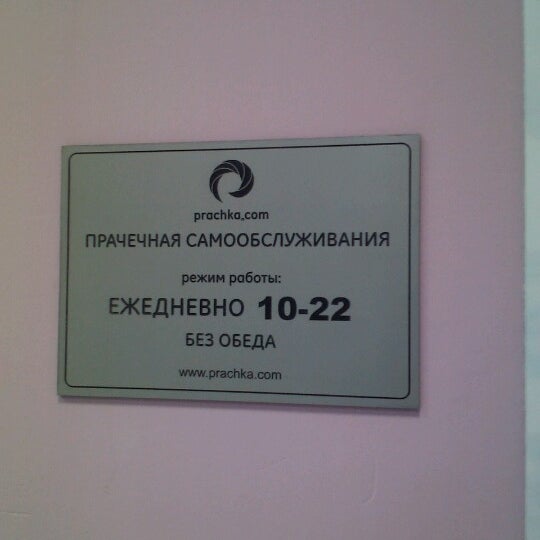 prachka.com
ПРАЧЕЧНАЯ САМООБСЛУЖИВАНИЯ
режим работы:
ЕЖЕДНЕВНО 10-22
БЕЗ ОБЕДА
www.prachka.com